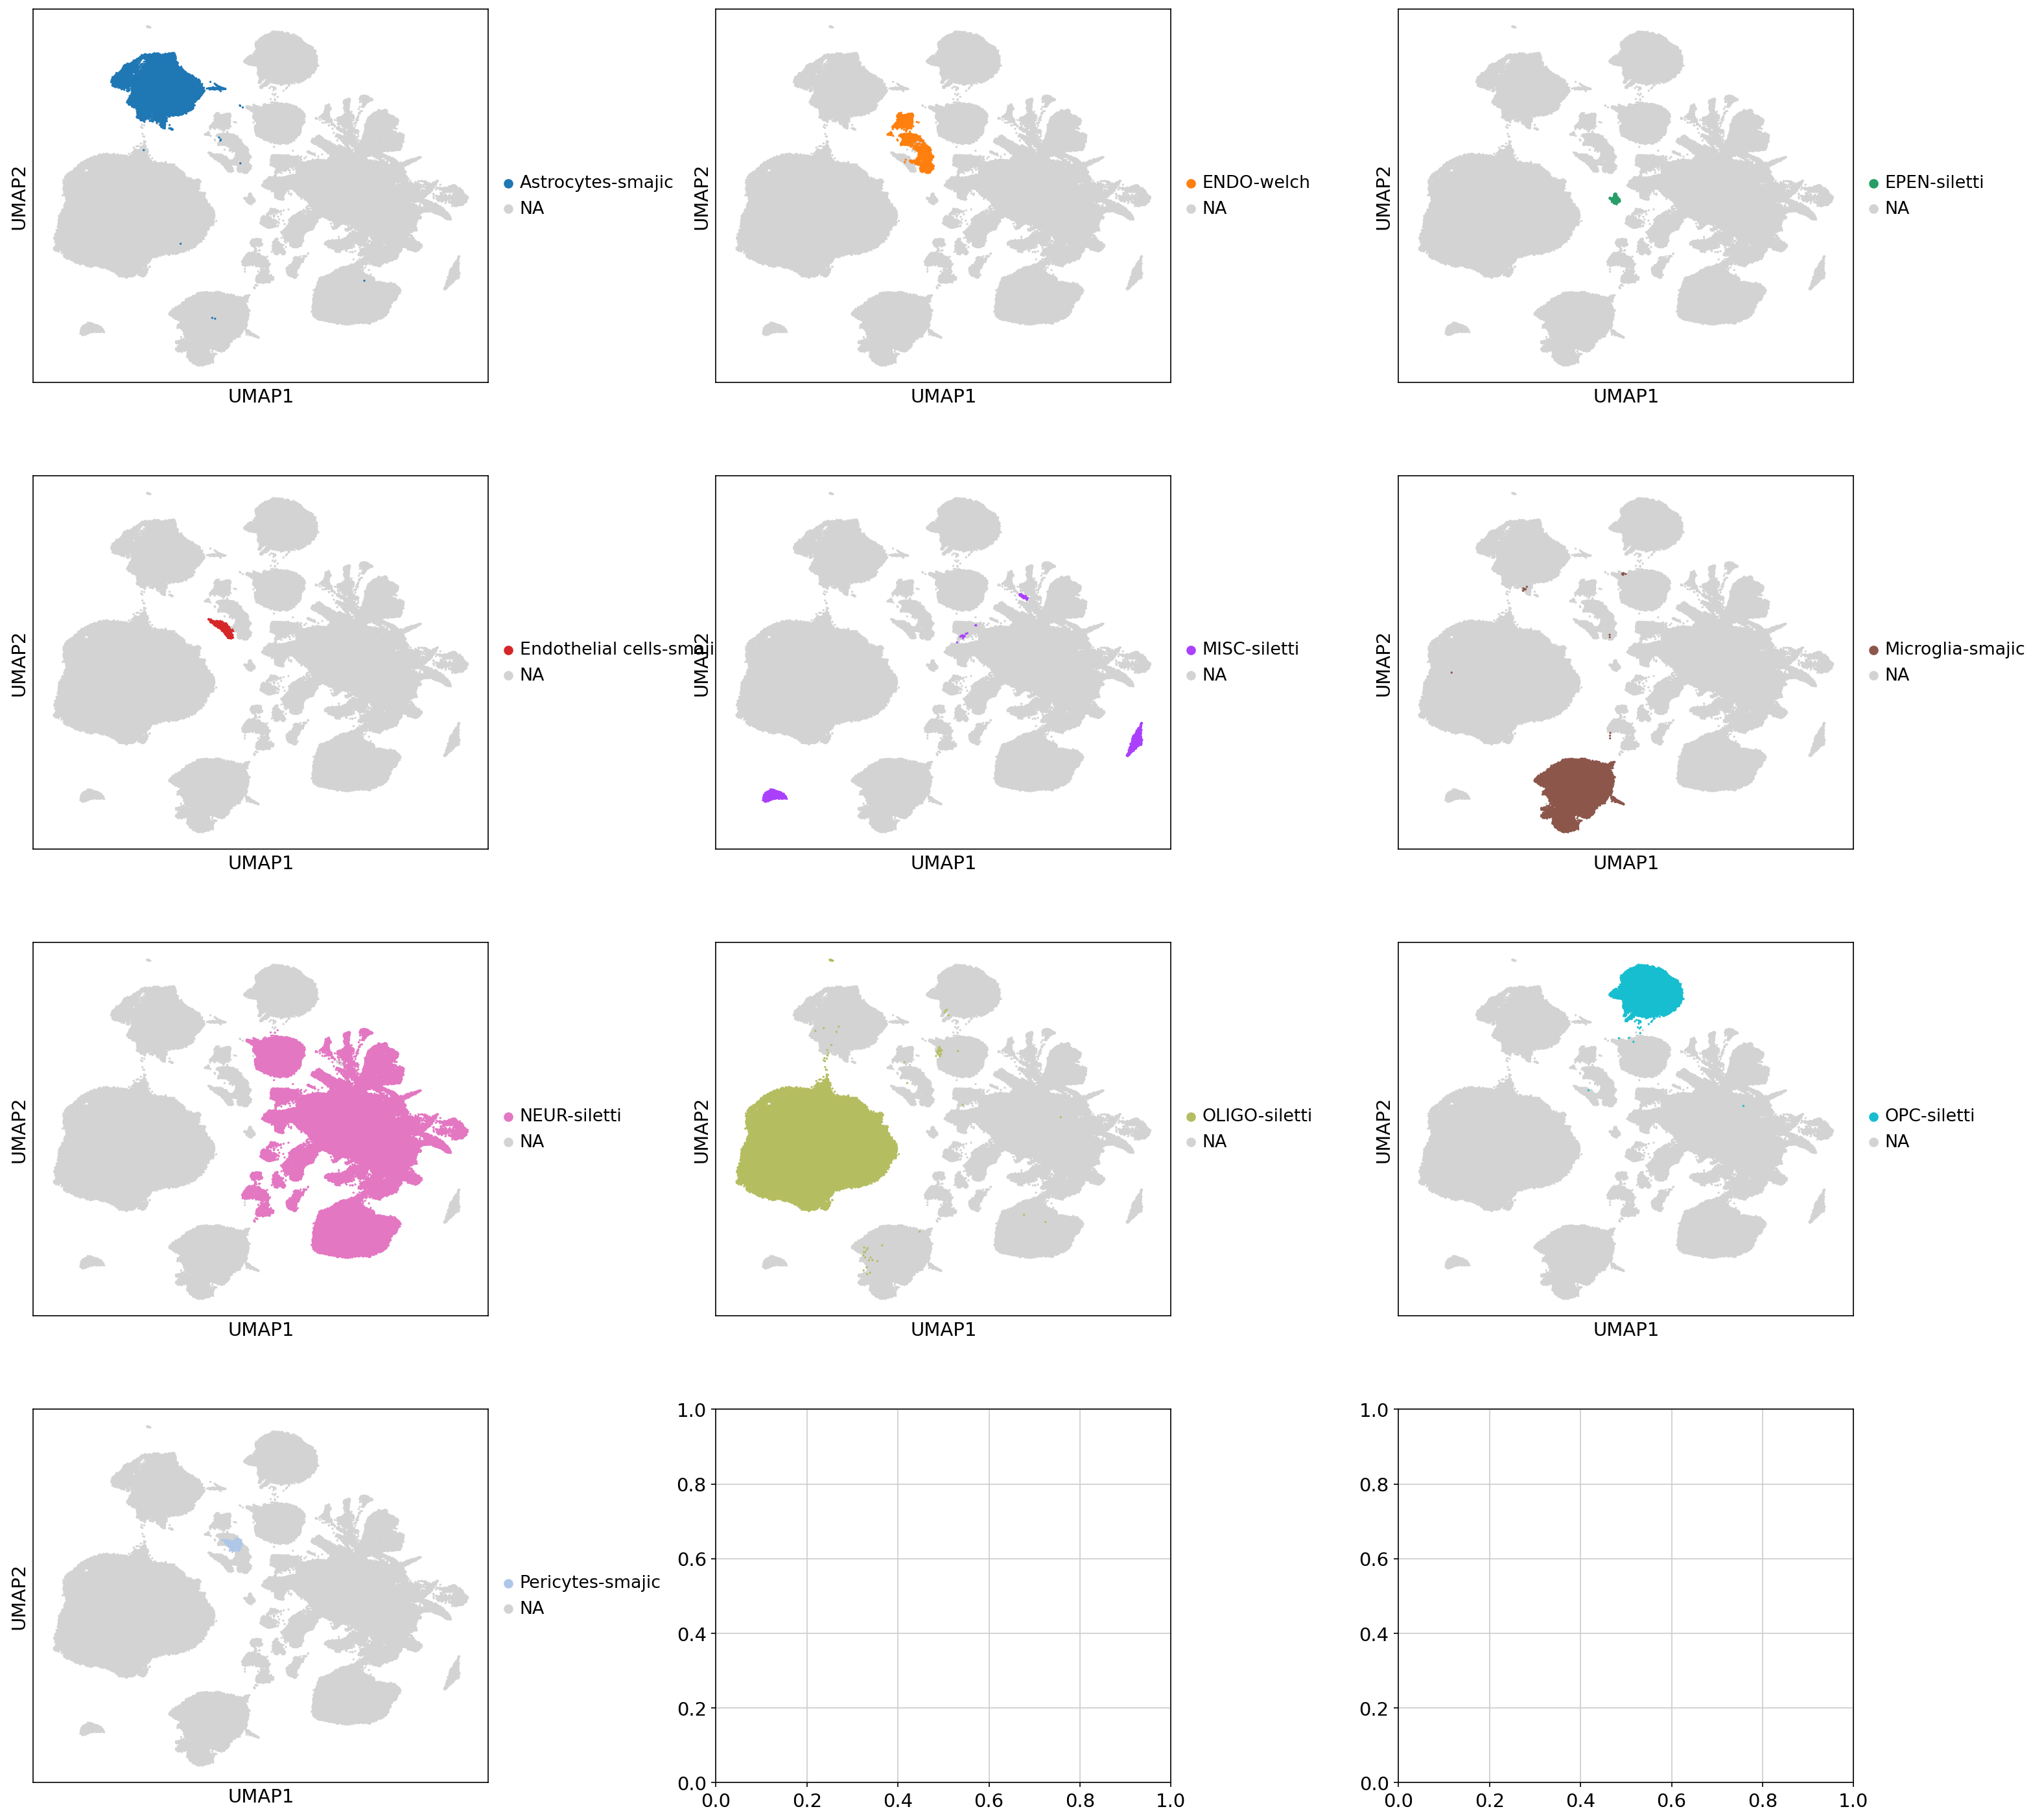 UMAP2
Astrocytes-smajic
NA
UMAP1
UMAP2
ENDO-welch
NA
UMAP1
UMAP2
EPEN-siletti
NA
UMAP1
UMAP2
Endothelial cells-smaji
NA
UMAP1
UMAP2
MISC-siletti
NA
UMAP1
UMAP2
Microglia-smajic
NA
UMAP1
UMAP2
NEUR-siletti
NA
UMAP1
UMAP2
OLIGO-siletti
NA
UMAP1
UMAP2
OPC-siletti
NA
UMAP1
UMAP2
Pericytes-smajic
NA
UMAP1
1.0
0.8
0.6
0.4
0.2
0.0
0.0 0.2 0.4 0.6 0.8 1.0
1.0
0.8
0.6
0.4
0.2
0.0
0.0 0.2 0.4 0.6 0.8 1.0